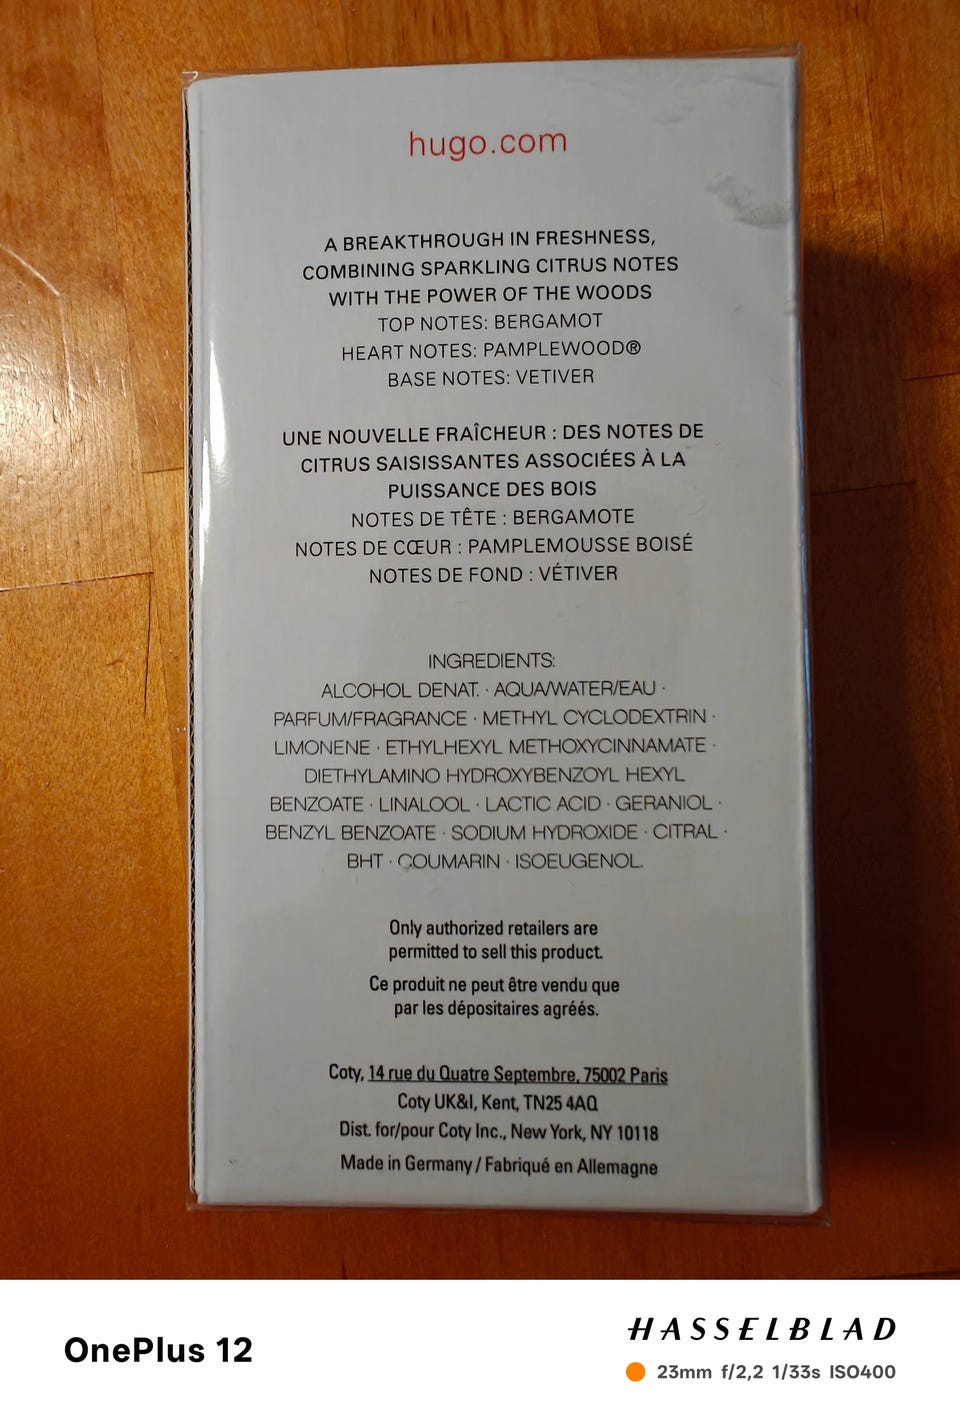 hugo.com
A BREAKTHROUGH IN FRESHNESS,
COMBINING SPARKLING CITRUS NOTES
WITH THE POWER OF THE WOODS
TOP NOTES: BERGAMOT
HEART NOTES: PAMPLEWOOD®
BASE NOTES: VETIVER
UNE NOUVELLE FRAÎCHEUR : DES NOTES DE
CITRUS SAISISSANTES ASSOCIÉES À LA
PUISSANCE DES BOIS
NOTES DE TÊTE : BERGAMOTE
NOTES DE CŒUR : PAMPLEMOUSSE BOISÉ
NOTES DE FOND : VÉTIVER
INGREDIENTS:
ALCOHOL DENAT. · AQUA/WATER/EAU ·
PARFUM/FRAGRANCE · METHYL CYCLODEXTRIN ·
LIMONENE · ETHYLHEXYL METHOXYCINNAMATE ·
DIETHYLAMINO HYDROXYBENZOYL HEXYL
BENZOATE · LINALOOL · LACTIC ACID · GERANIOL ·
BENZYL BENZOATE · SODIUM HYDROXIDE · CITRAL ·
BHT · COUMARIN · ISOEUGENOL.
Only authorized retailers are
permitted to sell this product.
Ce produit ne peut être vendu que
par les dépositaires agréés.
Coty, 14 rue du Quatre Septembre, 75002 Paris
Coty UK&I, Kent, TN25 4AQ
Dist. for/pour Coty Inc., New York, NY 10118
Made in Germany / Fabriqué en Allemagne
OnePlus 12
HASSELBLAD
23mm f/2,2 1/33s ISO400